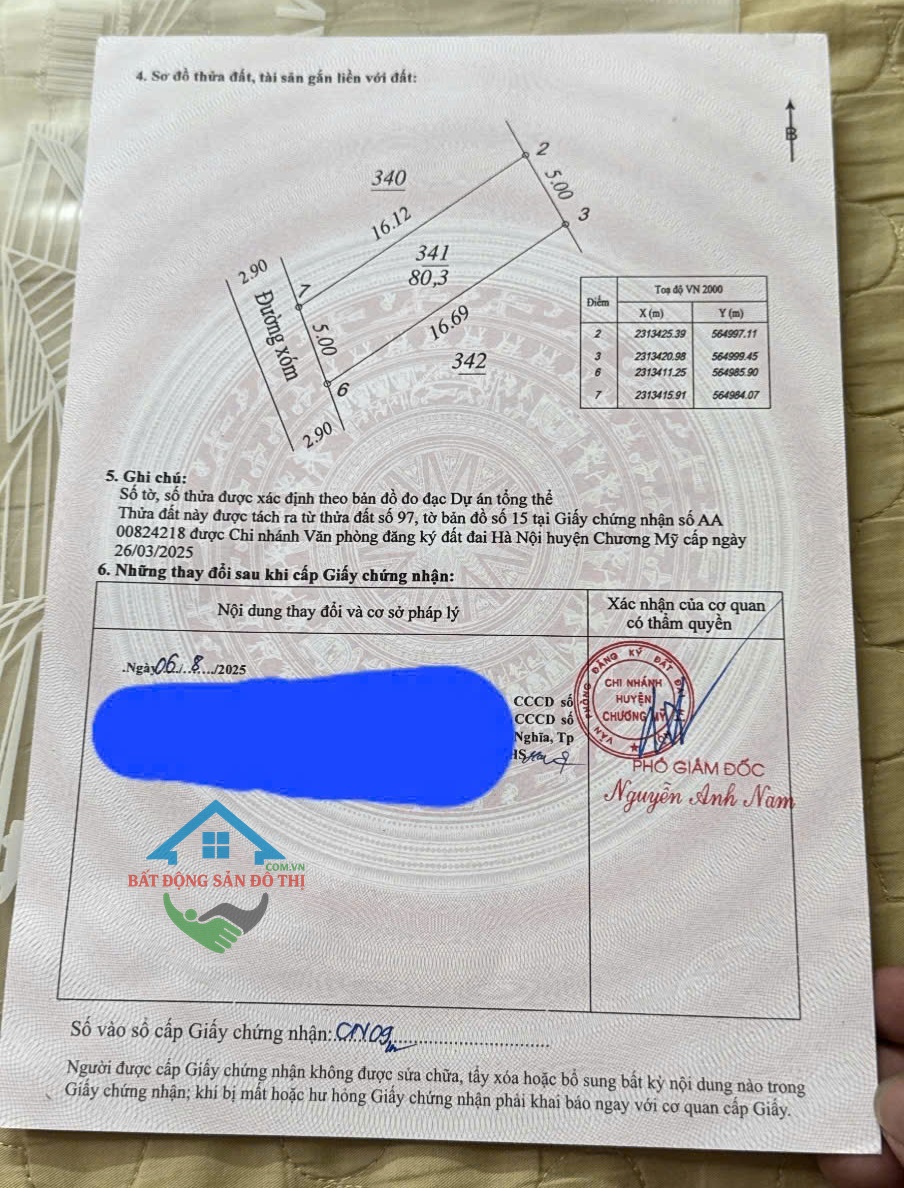 4. Sơ đồ thửa đất, tài sản gắn liền với đất:
B
340
2
5.00
3
16.12
341
80,3
2.90
7
Đường xóm
5.00
16.69
342
6
2.90
Điểm
Toạ độ VN 2000
X (m) Y (m)
2 2313425.39 564997.11
3 2313420.98 564999.45
6 2313411.25 564985.90
7 2313415.91 564984.07
5. Ghi chú:
Số tờ, số thửa được xác định theo bản đồ đo đạc Dự án tổng thể
Thửa đất này được tách ra từ thửa đất số 97, tờ bản đồ số 15 tại Giấy chứng nhận số AA
00824218 được Chi nhánh Văn phòng đăng ký đất đai Hà Nội huyện Chương Mỹ cấp ngày
26/03/2025
6. Những thay đổi sau khi cấp Giấy chứng nhận:
Nội dung thay đổi và cơ sở pháp lý
Xác nhận của cơ quan
có thẩm quyền
.Ngày06../..8.../2025
CCCD số
CCCD số
Nghĩa, Tp
VĂN PHÒNG ĐĂNG KÝ ĐẤT ĐAI
CHI NHÁNH
HUYỆN
CHƯƠNG MỸ
PHÓ GIÁM ĐỐC
Nguyễn Anh Nam
.COM.VN
BẤT ĐỘNG SẢN ĐÔ THỊ
Số vào sổ cấp Giấy chứng nhận:.CN09..............................
Người được cấp Giấy chứng nhận không được sửa chữa, tẩy xóa hoặc bổ sung bất kỳ nội dung nào trong
Giấy chứng nhận; khi bị mất hoặc hư hỏng Giấy chứng nhận phải khai báo ngay với cơ quan cấp Giấy.